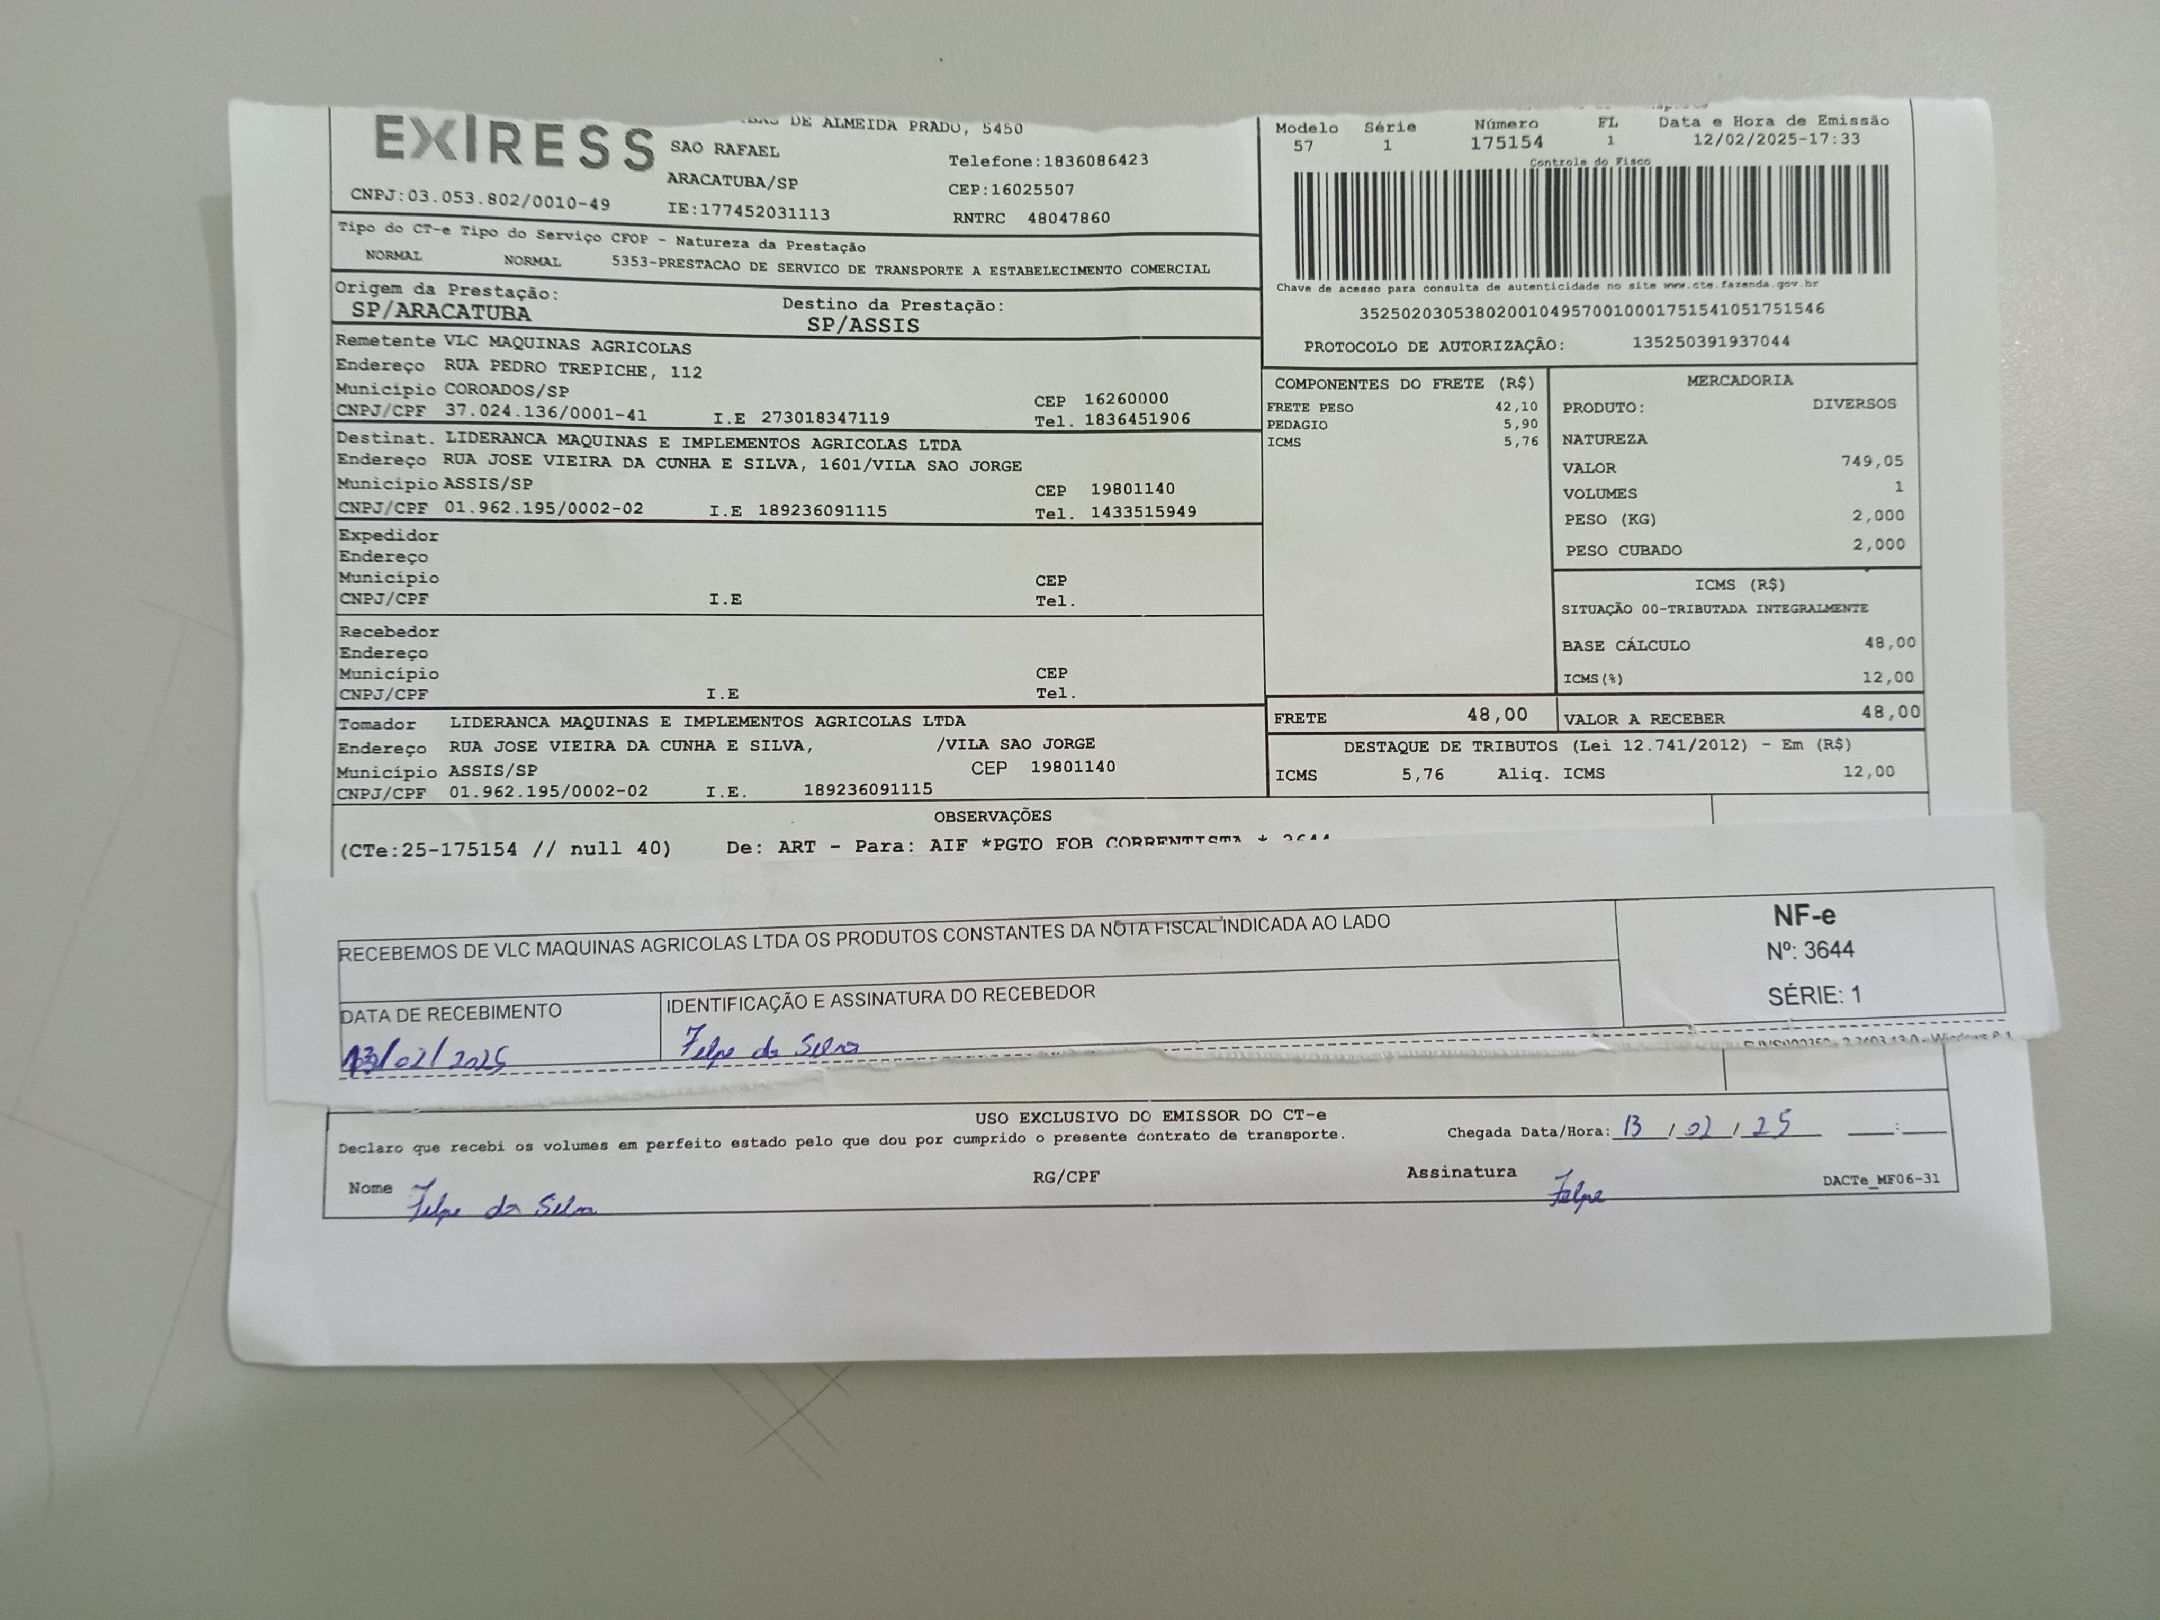 DE ALMEIDA PRADO, 5450
EXPRESS
SAO RAFAEL
Telefone:1836086423
ARACATUBA/SP
CEP:16025507
CNPJ:03.053.802/0010-49
IE:177452031113
RNTRC 48047860
Modelo Série Número FL Data e Hora de Emissão
57 1 175154 1 12/02/2025-17:33
Controle do Fisco
Chave de acesso para consulta de autenticidade no site www.cte.fazenda.gov.br
35250203053802001049570010001751541051751546
PROTOCOLO DE AUTORIZAÇÃO: 135250391937044
Tipo do CT-e Tipo do Serviço CFOP - Natureza da Prestação
NORMAL NORMAL 5353-PRESTACAO DE SERVICO DE TRANSPORTE A ESTABELECIMENTO COMERCIAL
Origem da Prestação: Destino da Prestação:
SP/ARACATUBA SP/ASSIS
Remetente VLC MAQUINAS AGRICOLAS
Endereço RUA PEDRO TREPICHE, 112
Município COROADOS/SP CEP 16260000
CNPJ/CPF 37.024.136/0001-41 I.E 273018347119 Tel. 1836451906
Destinat. LIDERANCA MAQUINAS E IMPLEMENTOS AGRICOLAS LTDA
Endereço RUA JOSE VIEIRA DA CUNHA E SILVA, 1601/VILA SAO JORGE
Município ASSIS/SP CEP 19801140
CNPJ/CPF 01.962.195/0002-02 I.E 189236091115 Tel. 1433515949
Expedidor
Endereço
Município CEP
CNPJ/CPF I.E Tel.
Recebedor
Endereço
Município CEP
CNPJ/CPF I.E Tel.
Tomador LIDERANCA MAQUINAS E IMPLEMENTOS AGRICOLAS LTDA
Endereço RUA JOSE VIEIRA DA CUNHA E SILVA, /VILA SAO JORGE
Município ASSIS/SP CEP 19801140
CNPJ/CPF 01.962.195/0002-02 I.E. 189236091115
COMPONENTES DO FRETE (R$)
FRETE PESO 42,10
PEDAGIO 5,90
ICMS 5,76
MERCADORIA
PRODUTO: DIVERSOS
NATUREZA
VALOR 749,05
VOLUMES 1
PESO (KG) 2,000
PESO CUBADO 2,000
ICMS (R$)
SITUAÇÃO 00-TRIBUTADA INTEGRALMENTE
BASE CÁLCULO 48,00
ICMS(%) 12,00
FRETE 48,00 VALOR A RECEBER 48,00
DESTAQUE DE TRIBUTOS (Lei 12.741/2012) - Em (R$)
ICMS 5,76 Aliq. ICMS 12,00
OBSERVAÇÕES
(CTe:25-175154 // null 40) De: ART - Para: AIF *PGTO FOB CORRENTISTA * 3644
RECEBEMOS DE VLC MAQUINAS AGRICOLAS LTDA OS PRODUTOS CONSTANTES DA NOTA FISCAL INDICADA AO LADO
NF-e
Nº: 3644
SÉRIE: 1
DATA DE RECEBIMENTO IDENTIFICAÇÃO E ASSINATURA DO RECEBEDOR
13/02/2025 Felpe da Silva
USO EXCLUSIVO DO EMISSOR DO CT-e
Declaro que recebi os volumes em perfeito estado pelo que dou por cumprido o presente contrato de transporte.
Chegada Data/Hora: 13 / 02 / 25 :
Nome Felpe da Silva RG/CPF Assinatura Felpe DACTe_MF06-31